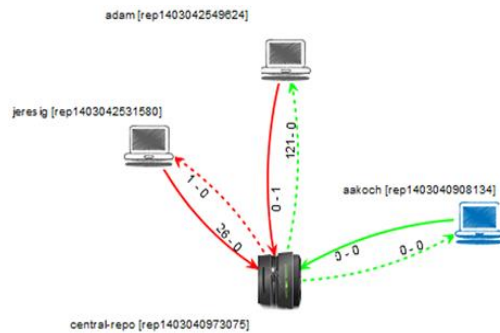 adam [rep1403042549624]
jeresig [rep1403042531580]
121 - 0
0 - 1
1 - 0
26 - 0
aakoch [rep1403040908134]
0 - 0
0 - 0
central-repo [rep1403040973075]